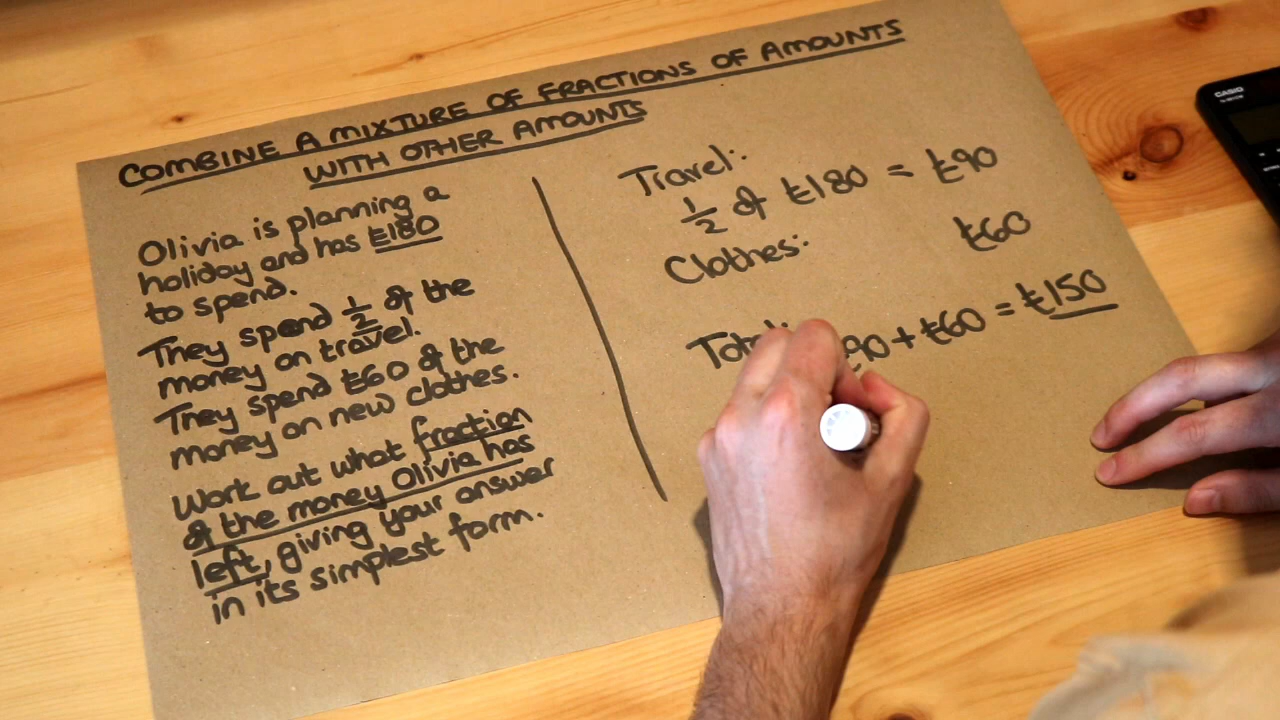 COMBINE A MIXTURE OF FRACTIONS OF AMOUNTS
WITH OTHER AMOUNTS
Olivia is planning a
holiday and has £180
to spend.
They spend 1/2 of the
money on travel.
They spend £60 of the
money on new clothes.
Work out what fraction
of the money Olivia has
left, giving your answer
in its simplest form.
Travel:
1/2 of £180 = £90
Clothes: £60
90 + £60 = £150
CASIO